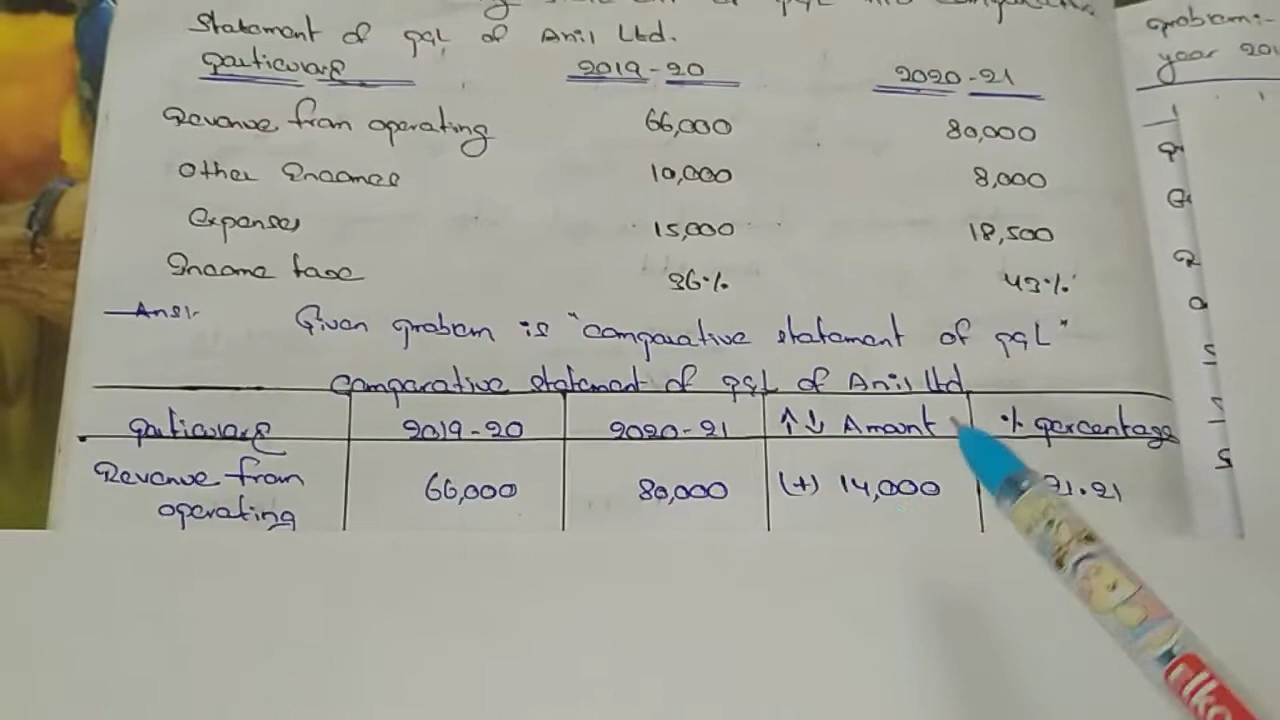 Statement of P&L of Anil Ltd.
Particulars 2019-20 2020-21
Revenue from operating 66,000 80,000
Other Incomes 10,000 8,000
Expenses 15,000 18,500
Income tax 36% 43%
Ans:- Given problem is "comparative statement of P&L"
Comparative statement of P&L of Anil Ltd
Particulars 2019-20 2020-21 ↑↓ Amount % percentage
Revenue from 66,000 80,000 (+) 14,000 21.21
operating
problem:-
year 201